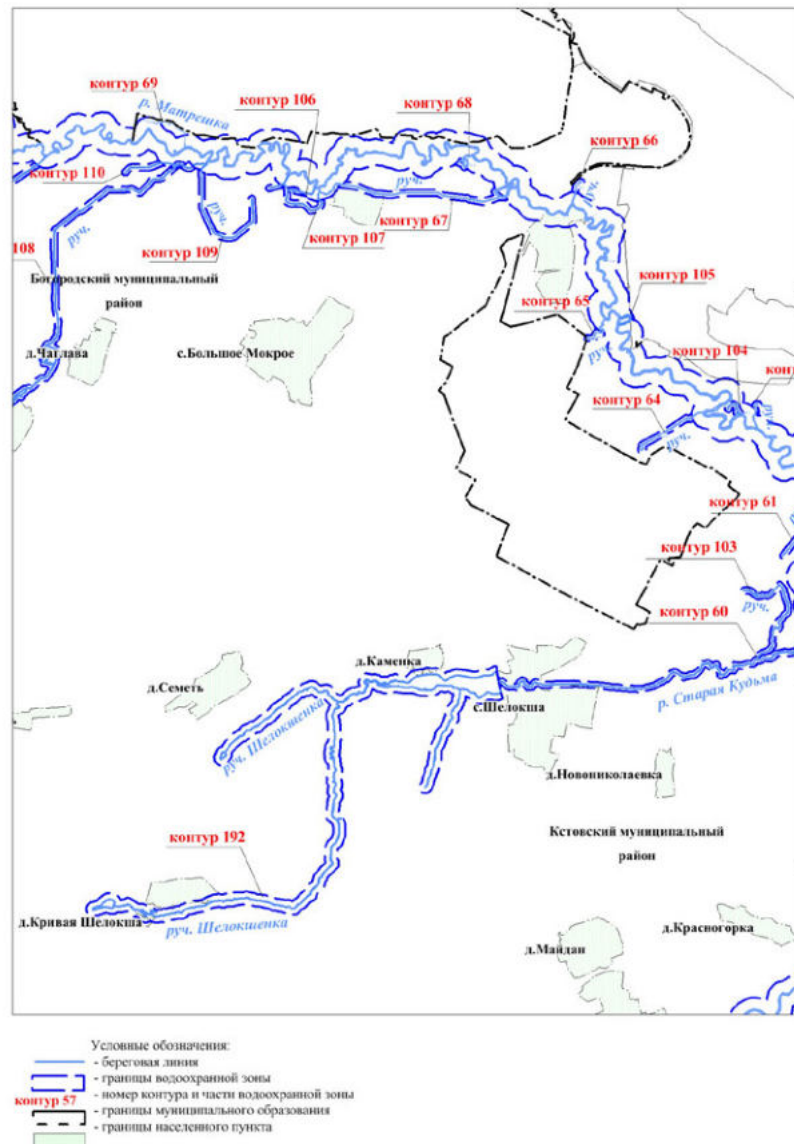 контур 69
р. Матрешка
контур 106
контур 68
контур 66
контур 110
руч.
руч.
контур 67
руч.
руч.
контур 109
контур 107
108
Богородский муниципальный
район
контур 105
контур 65
контур 104
руч.
д.Чаглава
с.Большое Мокрое
конт
контур 64
руч.
руч.
контур 61
контур 103
руч.
контур 60
д.Каменка
д.Семеть
р. Старая Кудьма
с.Шелокша
руч. Шелокшенка
д.Новониколаевка
Кстовский муниципальный
район
контур 192
д.Кривая Шелокша
руч. Шелокшенка
д.Майдан
д.Красногорка
Условные обозначения:
- береговая линия
- границы водоохранной зоны
контур 57 - номер контура и части водоохранной зоны
- границы муниципального образования
- границы населенного пункта